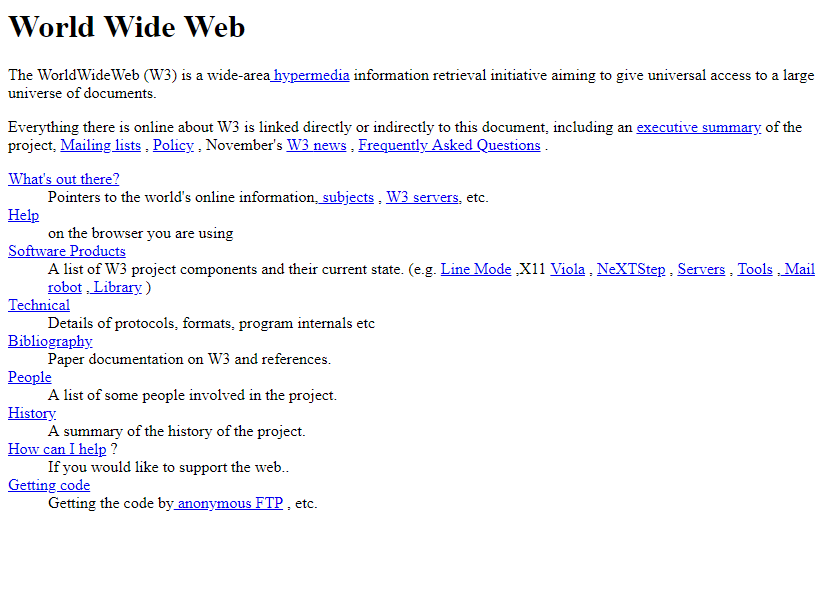 World Wide Web
The WorldWideWeb (W3) is a wide-area hypermedia information retrieval initiative aiming to give universal access to a large
universe of documents.
Everything there is online about W3 is linked directly or indirectly to this document, including an executive summary of the
project, Mailing lists , Policy , November's W3 news , Frequently Asked Questions .
What's out there?
Pointers to the world's online information, subjects , W3 servers, etc.
Help
on the browser you are using
Software Products
A list of W3 project components and their current state. (e.g. Line Mode ,X11 Viola , NeXTStep , Servers , Tools , Mail
robot , Library )
Technical
Details of protocols, formats, program internals etc
Bibliography
Paper documentation on W3 and references.
People
A list of some people involved in the project.
History
A summary of the history of the project.
How can I help ?
If you would like to support the web..
Getting code
Getting the code by anonymous FTP , etc.